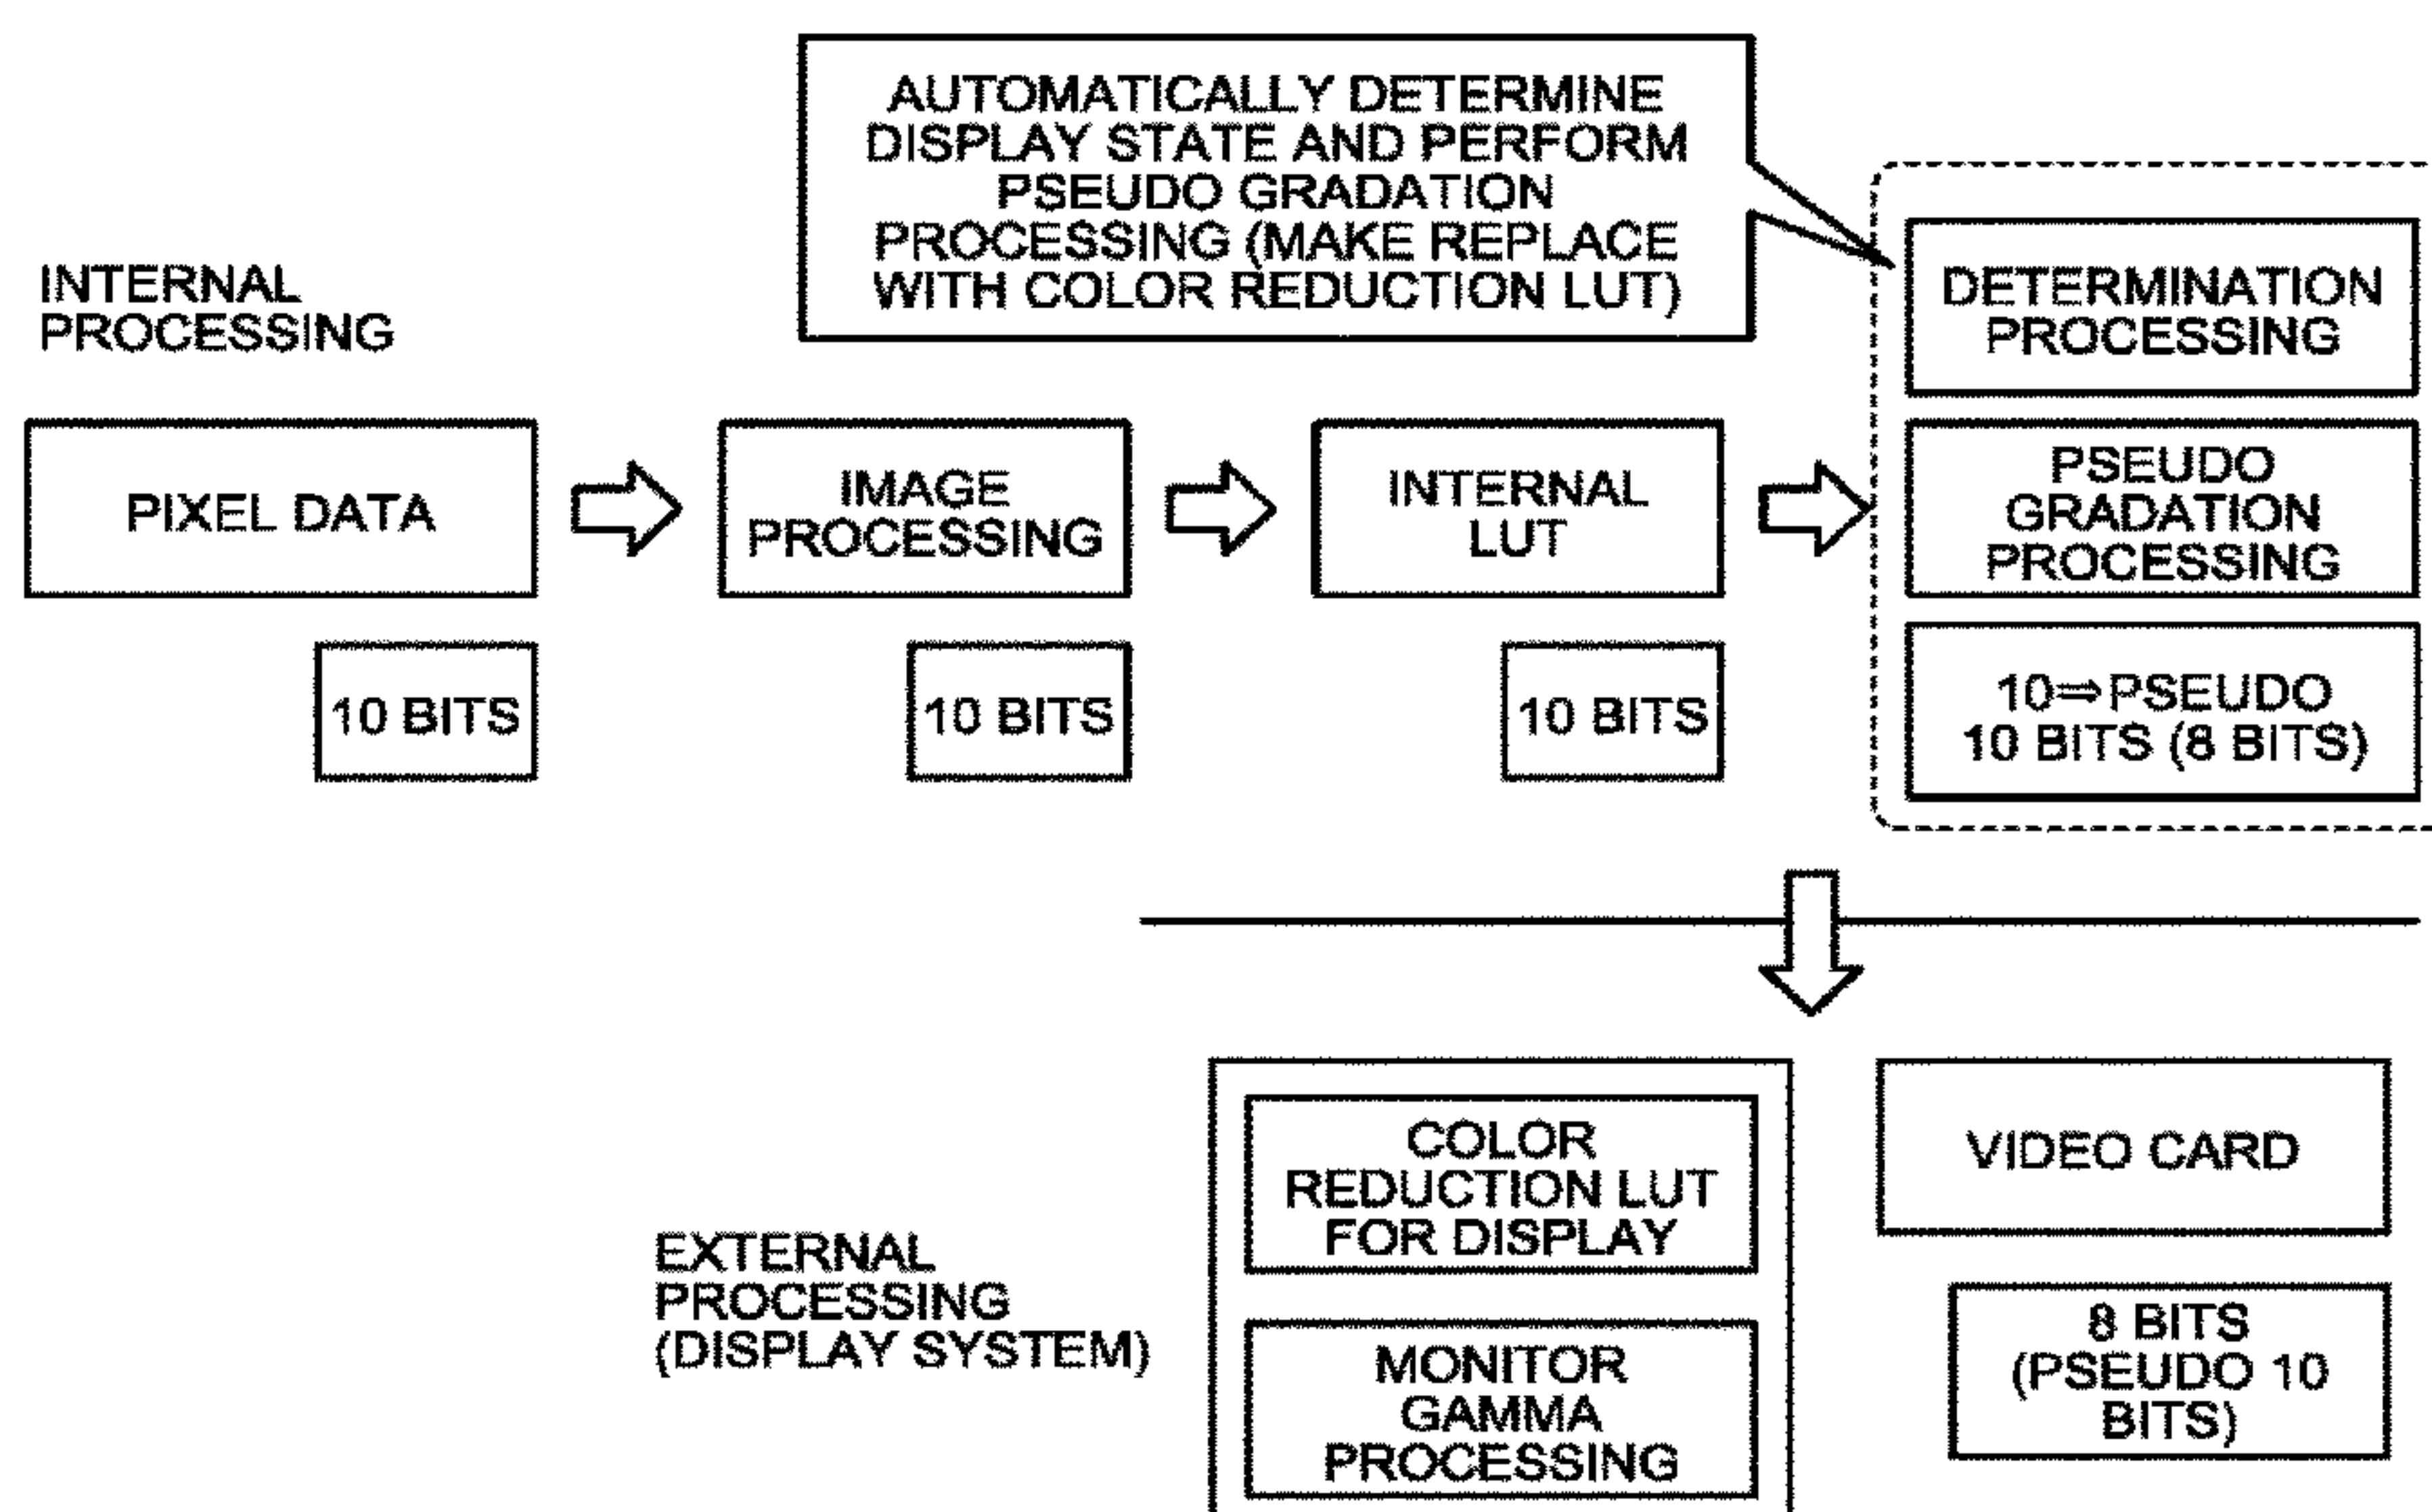 AUTOMATICALLY DETERMINE
DISPLAY STATE AND PERFORM
PSEUDO GRADATION
PROCESSING (MAKE REPLACE
WITH COLOR REDUCTION LUT)
INTERNAL
PROCESSING
DETERMINATION
PROCESSING
PIXEL DATA
IMAGE
PROCESSING
INTERNAL
LUT
PSEUDO
GRADATION
PROCESSING
10 BITS
10 BITS
10 BITS
10⇒PSEUDO
10 BITS (8 BITS)
EXTERNAL
PROCESSING
(DISPLAY SYSTEM)
COLOR
REDUCTION LUT
FOR DISPLAY
VIDEO CARD
MONITOR
GAMMA
PROCESSING
8 BITS
(PSEUDO 10
BITS)